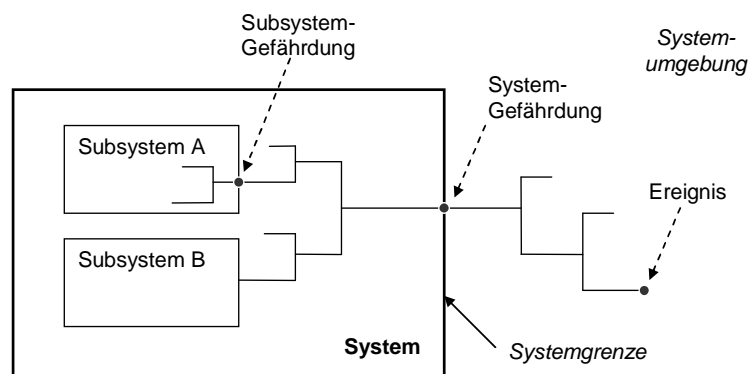 Subsystem-
Gefährdung
System-
umgebung
System-
Gefährdung
Subsystem A
Ereignis
Subsystem B
System
Systemgrenze